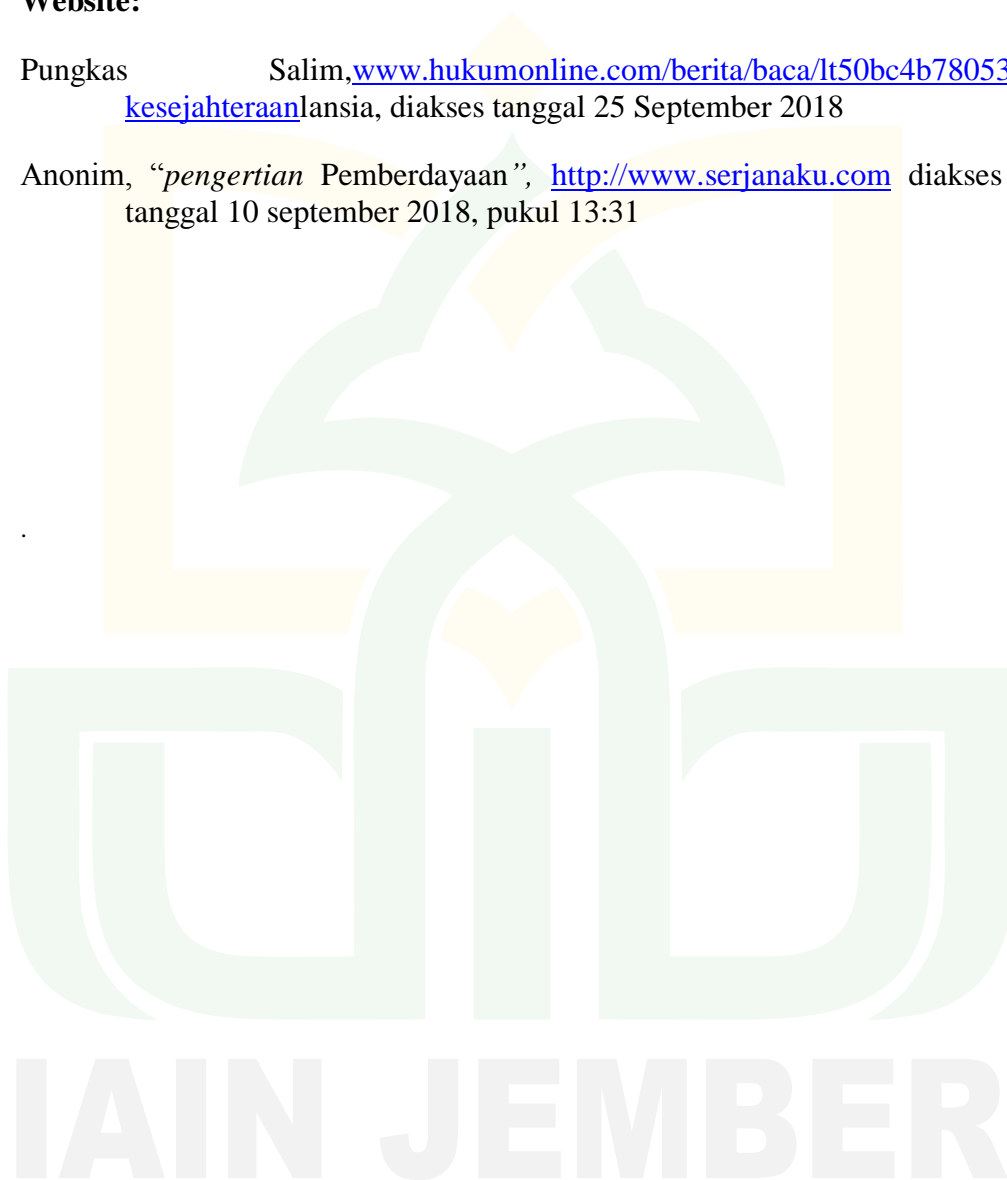 Website:
Pungkas Salim,www.hukumonline.com/berita/baca/lt50bc4b78053
kesejahteraanlansia, diakses tanggal 25 September 2018
Anonim, “pengertian Pemberdayaan”, http://www.serjanaku.com diakses
tanggal 10 september 2018, pukul 13:31
.
IAIN JEMBER